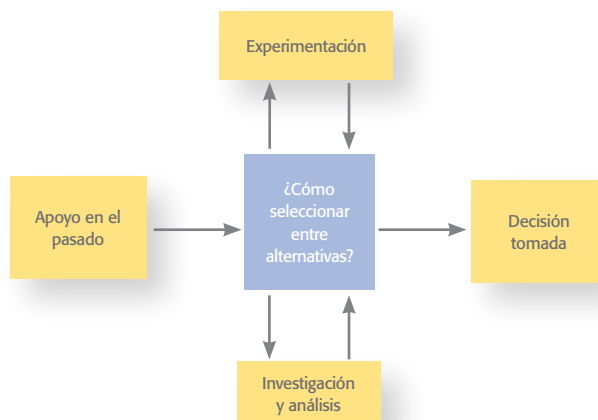 Experimentación
Apoyo en el
pasado
¿Cómo
seleccionar
entre
alternativas?
Decisión
tomada
Investigación
y análisis